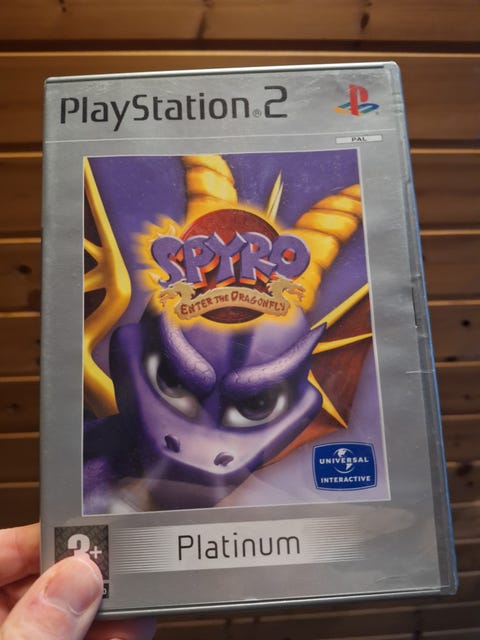 PlayStation®2
PAL
SPYRO
ENTER THE DRAGONFLY
UNIVERSAL
INTERACTIVE
3+
Platinum